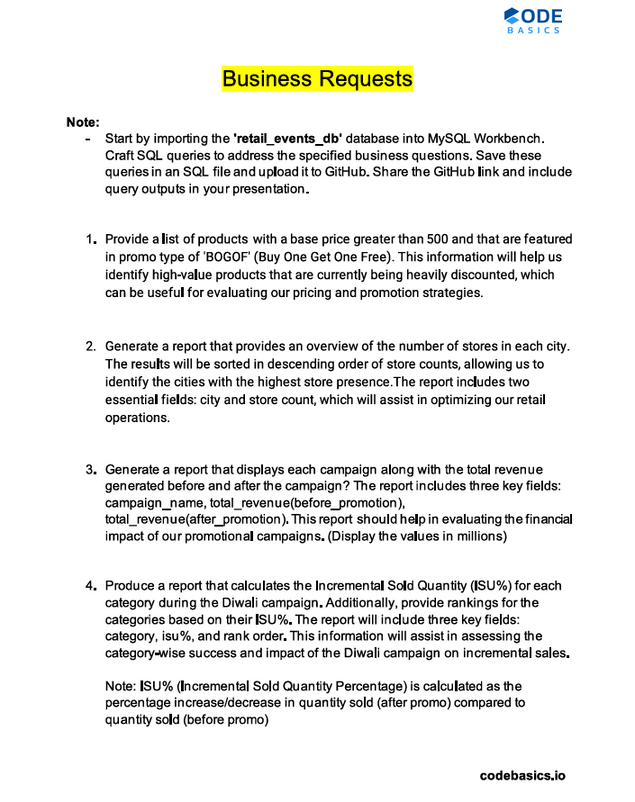 CODE
BASICS
Business Requests
Note:
- Start by importing the 'retail_events_db' database into MySQL Workbench.
Craft SQL queries to address the specified business questions. Save these
queries in an SQL file and upload it to GitHub. Share the GitHub link and include
query outputs in your presentation.
1. Provide a list of products with a base price greater than 500 and that are featured
in promo type of 'BOGOF' (Buy One Get One Free). This information will help us
identify high-value products that are currently being heavily discounted, which
can be useful for evaluating our pricing and promotion strategies.
2. Generate a report that provides an overview of the number of stores in each city.
The results will be sorted in descending order of store counts, allowing us to
identify the cities with the highest store presence.The report includes two
essential fields: city and store count, which will assist in optimizing our retail
operations.
3. Generate a report that displays each campaign along with the total revenue
generated before and after the campaign? The report includes three key fields:
campaign_name, total_revenue(before_promotion),
total_revenue(after_promotion). This report should help in evaluating the financial
impact of our promotional campaigns. (Display the values in millions)
4. Produce a report that calculates the Incremental Sold Quantity (ISU%) for each
category during the Diwali campaign. Additionally, provide rankings for the
categories based on their ISU%. The report will include three key fields:
category, isu%, and rank order. This information will assist in assessing the
category-wise success and impact of the Diwali campaign on incremental sales.
Note: ISU% (Incremental Sold Quantity Percentage) is calculated as the
percentage increase/decrease in quantity sold (after promo) compared to
quantity sold (before promo)
codebasics.io